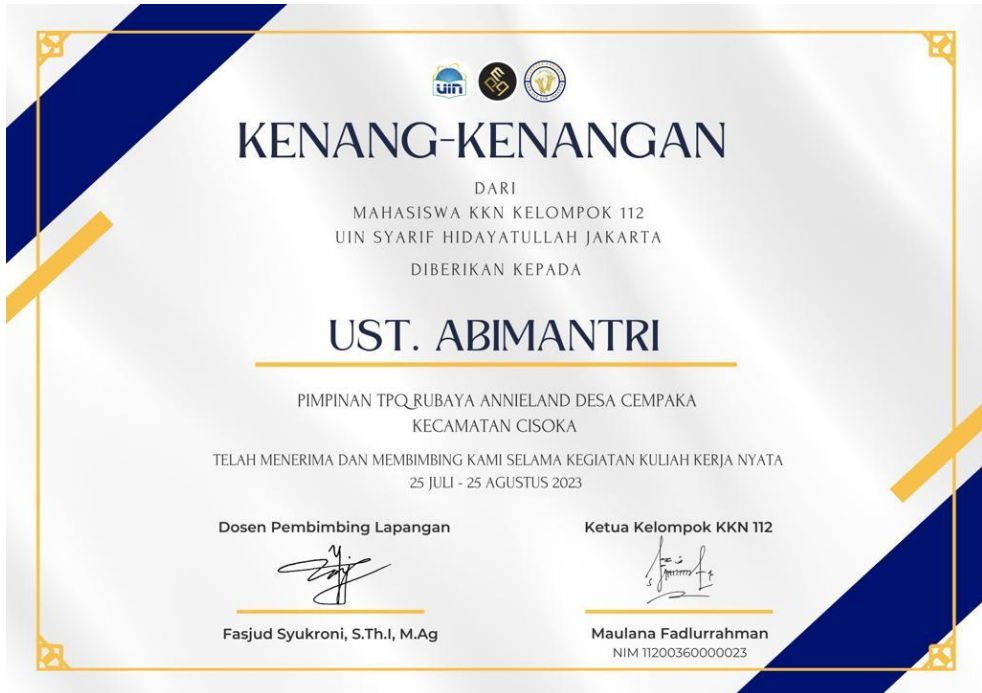 uin
KENANG-KENANGAN
DARI
MAHASISWA KKN KELOMPOK 112
UIN SYARIF HIDAYATULLAH JAKARTA
DIBERIKAN KEPADA
UST. ABIMANTRI
PIMPINAN TPQ RUBAYA ANNIELAND DESA CEMPAKA
KECAMATAN CISOKA
TELAH MENERIMA DAN MEMBIMBING KAMI SELAMA KEGIATAN KULIAH KERJA NYATA
25 JULI - 25 AGUSTUS 2023
Dosen Pembimbing Lapangan
Ketua Kelompok KKN 112
Fasjud Syukroni, S.Th.I, M.Ag
Maulana Fadlurrahman
NIM 11200360000023